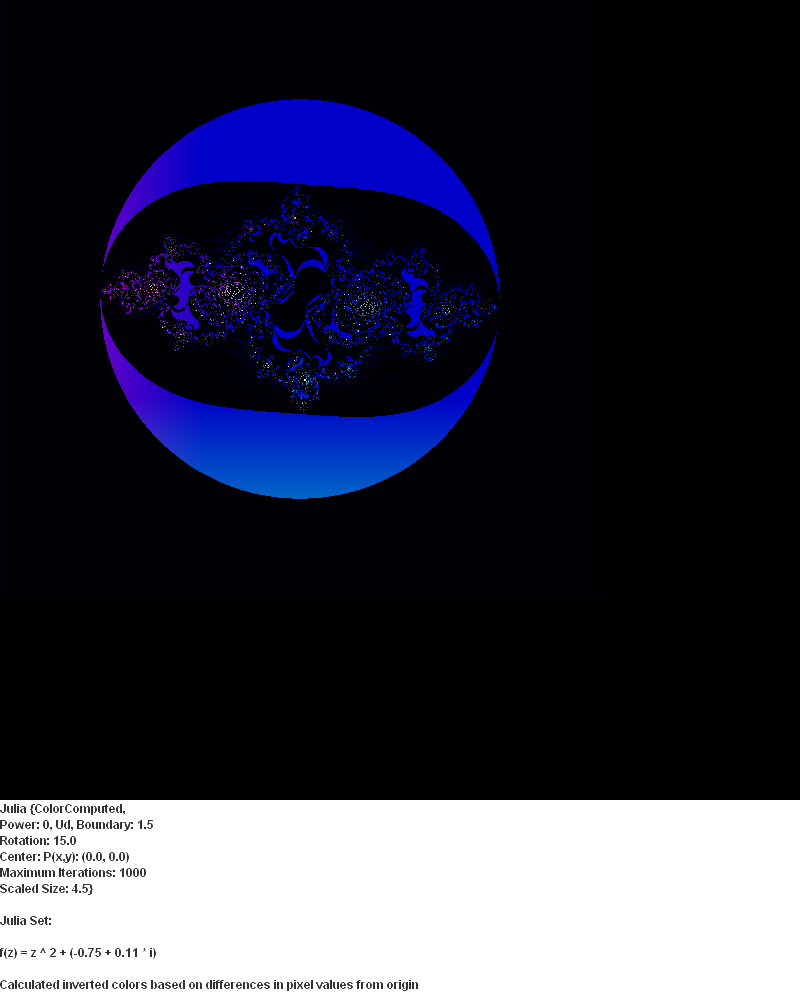 Julia {ColorComputed,
Power: 0, Ud, Boundary: 1.5
Rotation: 15.0
Center: P(x,y): (0.0, 0.0)
Maximum Iterations: 1000
Scaled Size: 4.5}
Julia Set:
f(z) = z ^ 2 + (-0.75 + 0.11 * i)
Calculated inverted colors based on differences in pixel values from origin